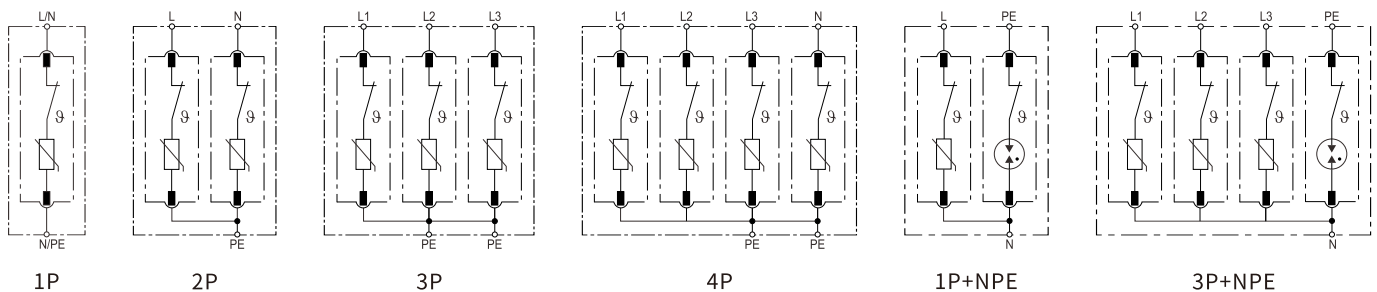 L/N L N L1 L2 L3 L1 L2 L3 N L PE L1 L2 L3 PE
ϑ ϑ ϑ ϑ ϑ ϑ ϑ ϑ ϑ ϑ ϑ ϑ ϑ ϑ ϑ ϑ
N/PE PE PE PE PE PE N N
1P 2P 3P 4P 1P+NPE 3P+NPE